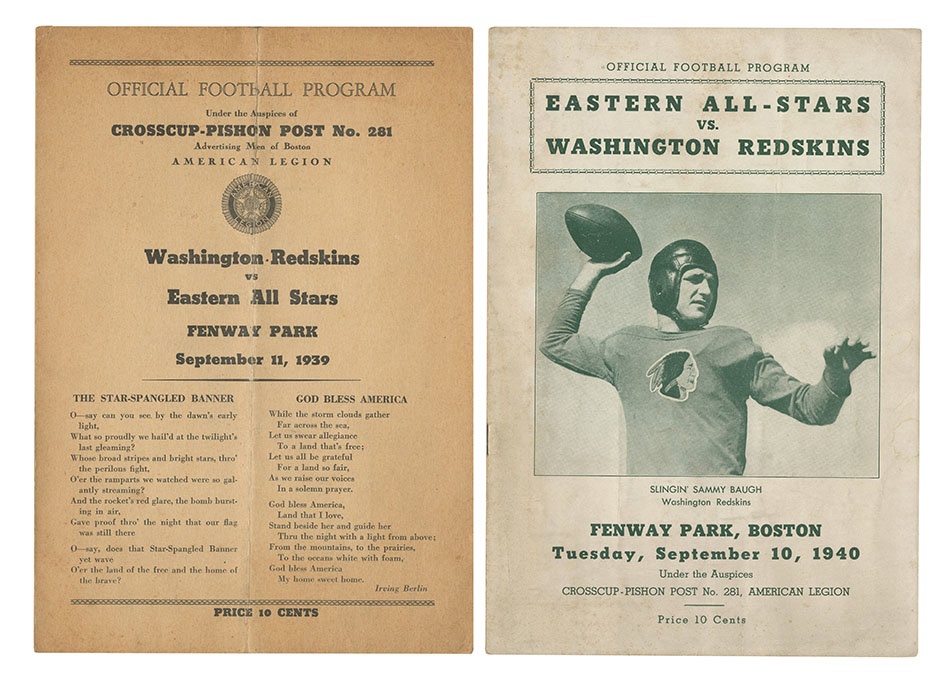 OFFICIAL FOOTBALL PROGRAM
Under the Auspices of
CROSSCUP-PISHON POST No. 281
Advertising Men of Boston
AMERICAN LEGION
AMERICAN
LEGION
Washington Redskins
vs
Eastern All Stars
FENWAY PARK
September 11, 1939
THE STAR-SPANGLED BANNER
O—say can you see by the dawn's early
light,
What so proudly we hail'd at the twilight's
last gleaming?
Whose broad stripes and bright stars, thro'
the perilous fight,
O'er the ramparts we watched were so gal-
antly streaming?
And the rocket's red glare, the bomb burst-
ing in air,
Gave proof thro' the night that our flag
was still there
O—say, does that Star-Spangled Banner
yet wave
O'er the land of the free and the home of
the brave?
GOD BLESS AMERICA
While the storm clouds gather
Far across the sea,
Let us swear allegiance
To a land that's free;
Let us all be grateful
For a land so fair,
As we raise our voices
In a solemn prayer.
God bless America,
Land that I love,
Stand beside her and guide her
Thru the night with a light from above;
From the mountains, to the prairies,
To the oceans white with foam,
God bless America
My home sweet home.
Irving Berlin
PRICE 10 CENTS
OFFICIAL FOOTBALL PROGRAM
EASTERN ALL-STARS
VS.
WASHINGTON REDSKINS
SLINGIN' SAMMY BAUGH
Washington Redskins
FENWAY PARK, BOSTON
Tuesday, September 10, 1940
Under the Auspices
CROSSCUP-PISHON POST No. 281, AMERICAN LEGION
Price 10 Cents